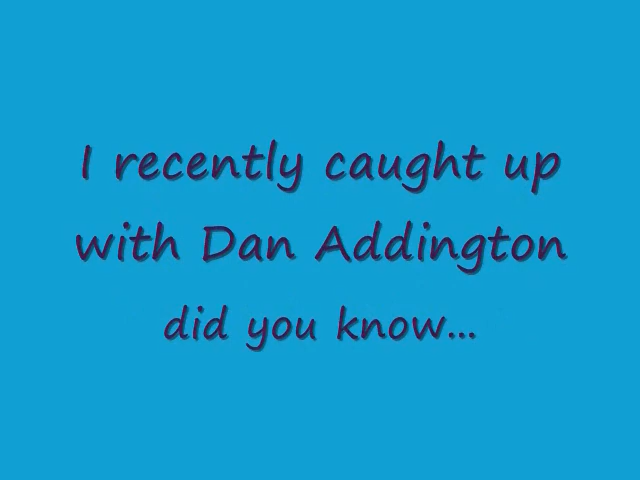 I recently caught up
with Dan Addington
did you know...